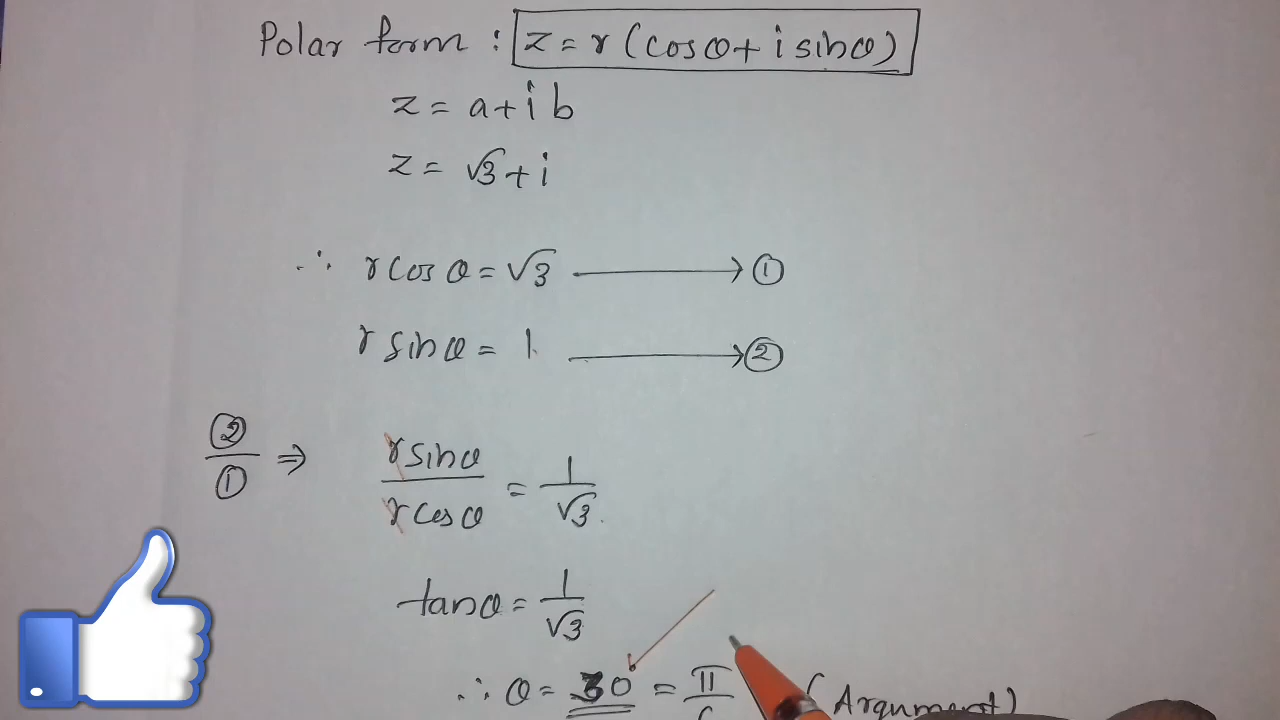 Polar form : z = r (cos θ + i sin θ)
z = a + i b
z = √3 + i
∴ r cos θ = √3 ⟶ ①
r sin θ = 1 ⟶ ②
②/① ⇒ r sin θ / r cos θ = 1/√3.
tan θ = 1/√3
∴ θ = 30° = π/ (Argument)